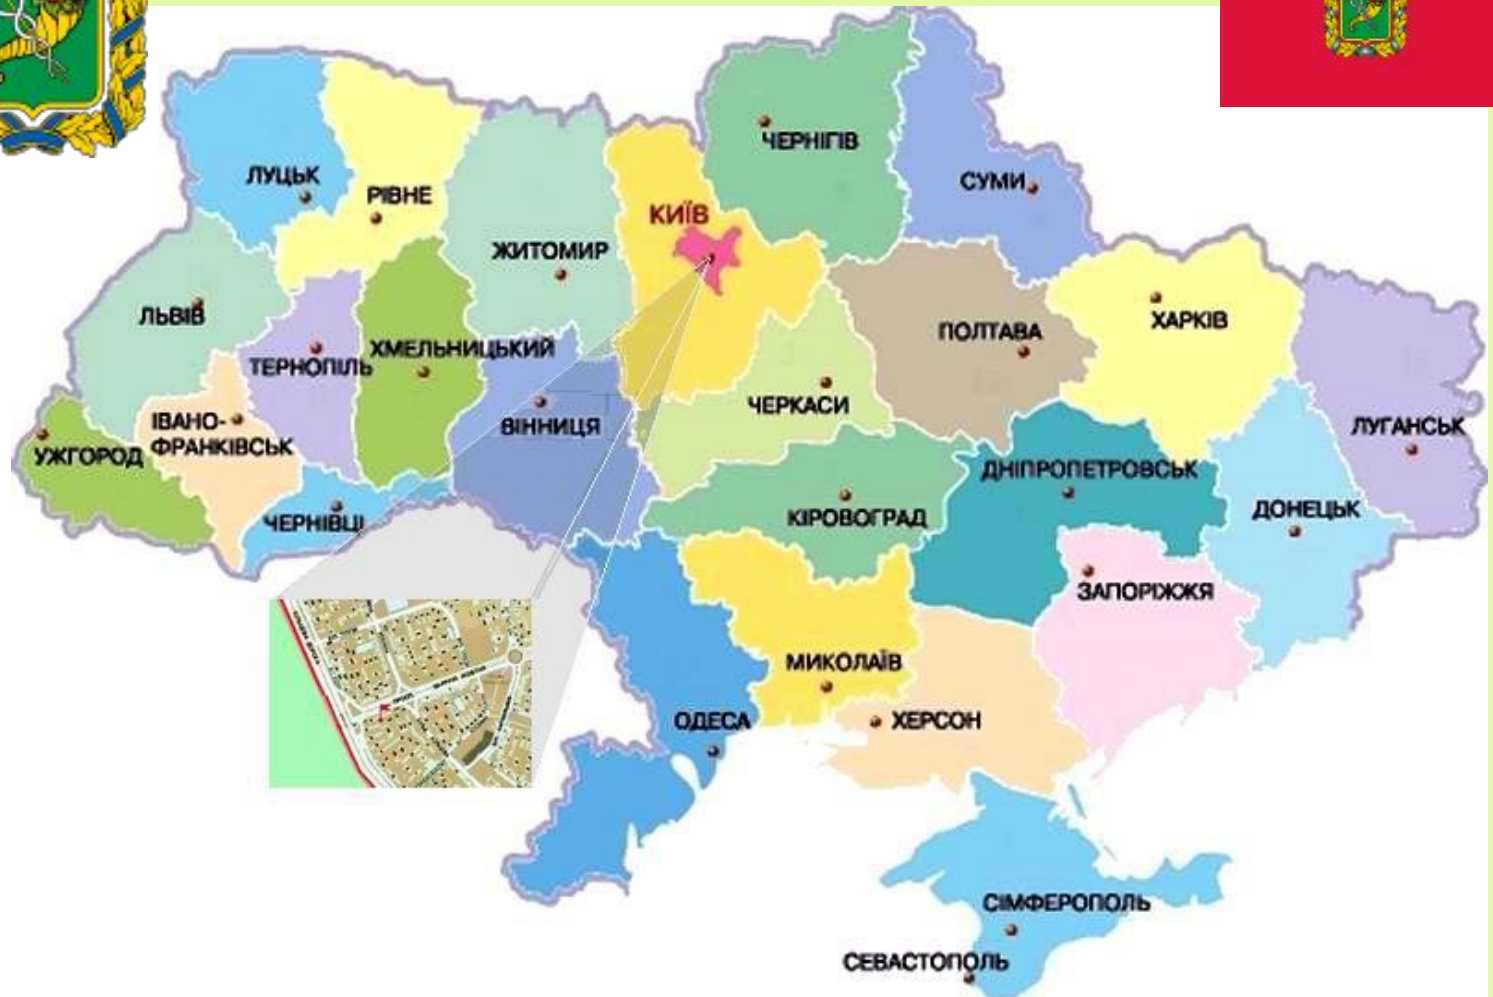 ЧЕРНІГІВ
ЛУЦЬК
СУМИ
РІВНЕ
КИЇВ
ЖИТОМИР
ЛЬВІВ
ХАРКІВ
ПОЛТАВА
ТЕРНОПІЛЬ
ХМЕЛЬНИЦЬКИЙ
ЧЕРКАСИ
ІВАНО-
ФРАНКІВСЬК
ВІННИЦЯ
ЛУГАНСЬК
УЖГОРОД
ДНІПРОПЕТРОВСЬК
ДОНЕЦЬК
КІРОВОГРАД
ЧЕРНІВЦІ
ЗАПОРІЖЖЯ
МИКОЛАЇВ
ОДЕСА
ХЕРСОН
СІМФЕРОПОЛЬ
СЕВАСТОПОЛЬ